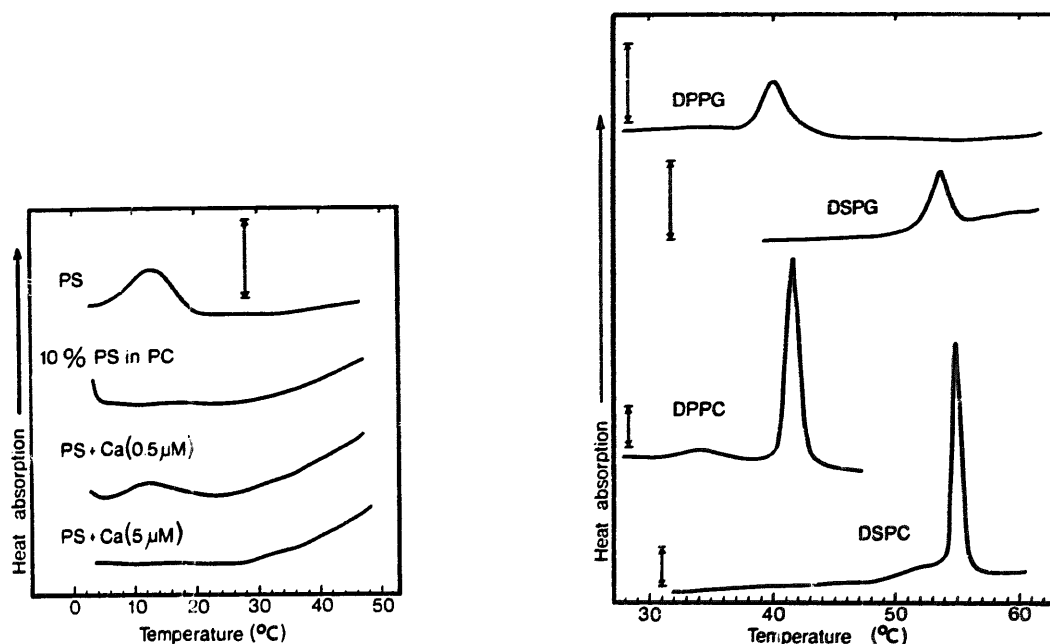 PS
10 % PS in PC
PS + Ca(0.5 µM)
PS + Ca(5 µM)
Heat absorption
0 10 20 30 40 50
Temperature (°C)
DPPG
DSPG
DPPC
DSPC
Heat absorption
30 40 50 60
Temperature (°C)